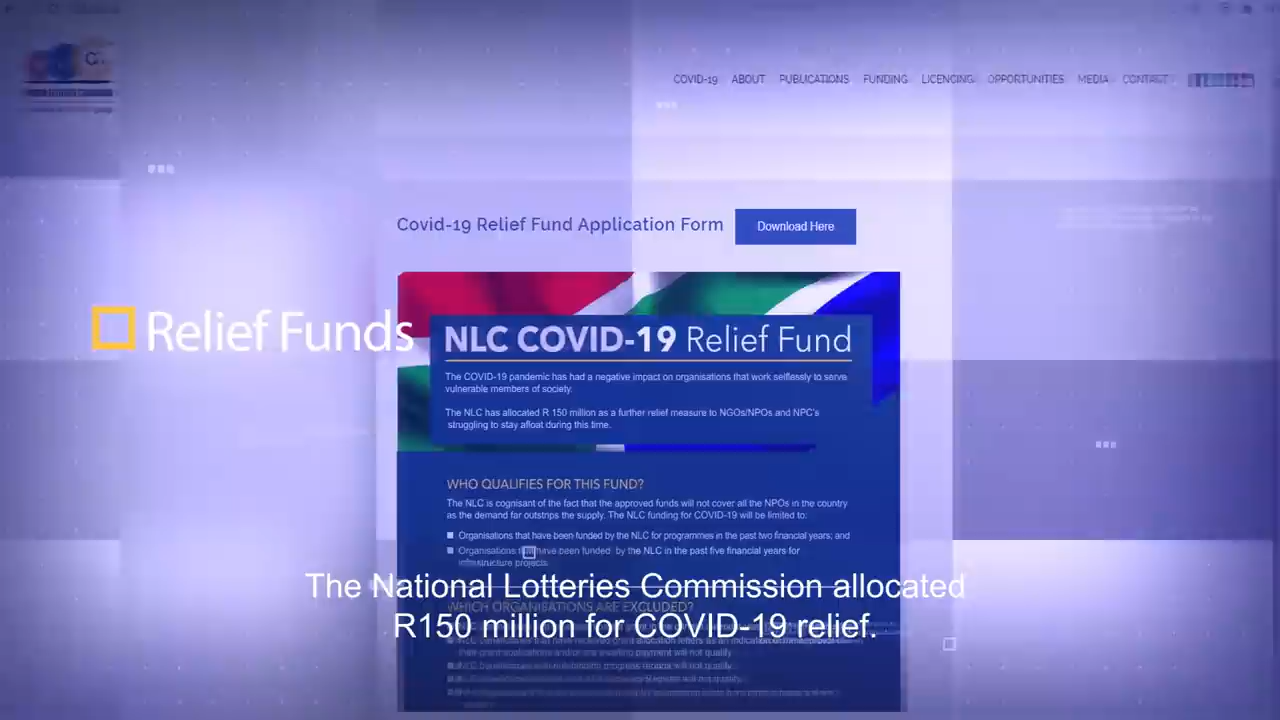 COVID-19 ABOUT PUBLICATIONS FUNDING LICENCING OPPORTUNITIES MEDIA CONTACT
Covid-19 Relief Fund Application Form
Download Here
Relief Funds
NLC COVID-19 Relief Fund
The COVID-19 pandemic has had a negative impact on organisations that work selflessly to serve
vulnerable members of society.
The NLC has allocated R 150 million as a further relief measure to NGOs/NPOs and NPC's
struggling to stay afloat during this time.
WHO QUALIFIES FOR THIS FUND?
The NLC is cognisant of the fact that the approved funds will not cover all the NPOs in the country
as the demand far outstrips the supply. The NLC funding for COVID-19 will be limited to:
Organisations that have been funded by the NLC for programmes in the past two financial years; and
Organisations that have been funded by the NLC in the past five financial years for
infrastructure projects.
The National Lotteries Commission allocated
WHICH ORGANISATIONS ARE EXCLUDED?
R150 million for COVID-19 relief.
payment will not qualify